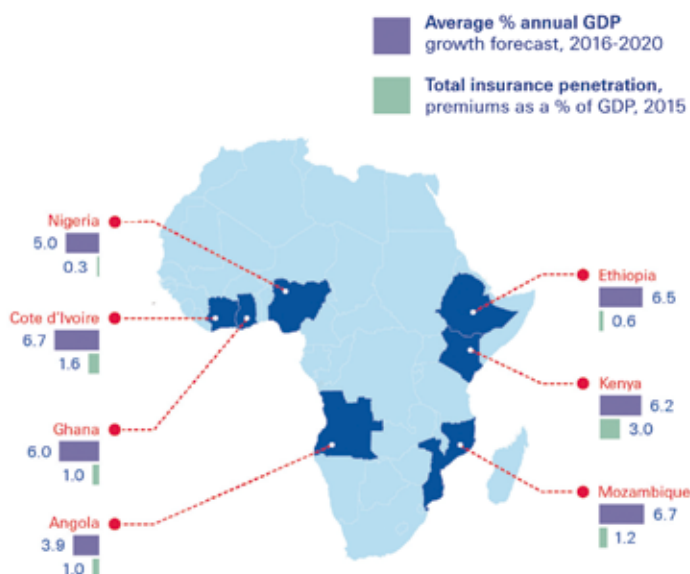 Average % annual GDP
growth forecast, 2016-2020
Total insurance penetration,
premiums as a % of GDP, 2015
Nigeria
5.0
0.3
Cote d'Ivoire
6.7
1.6
Ghana
6.0
1.0
Angola
3.9
1.0
Ethiopia
6.5
0.6
Kenya
6.2
3.0
Mozambique
6.7
1.2